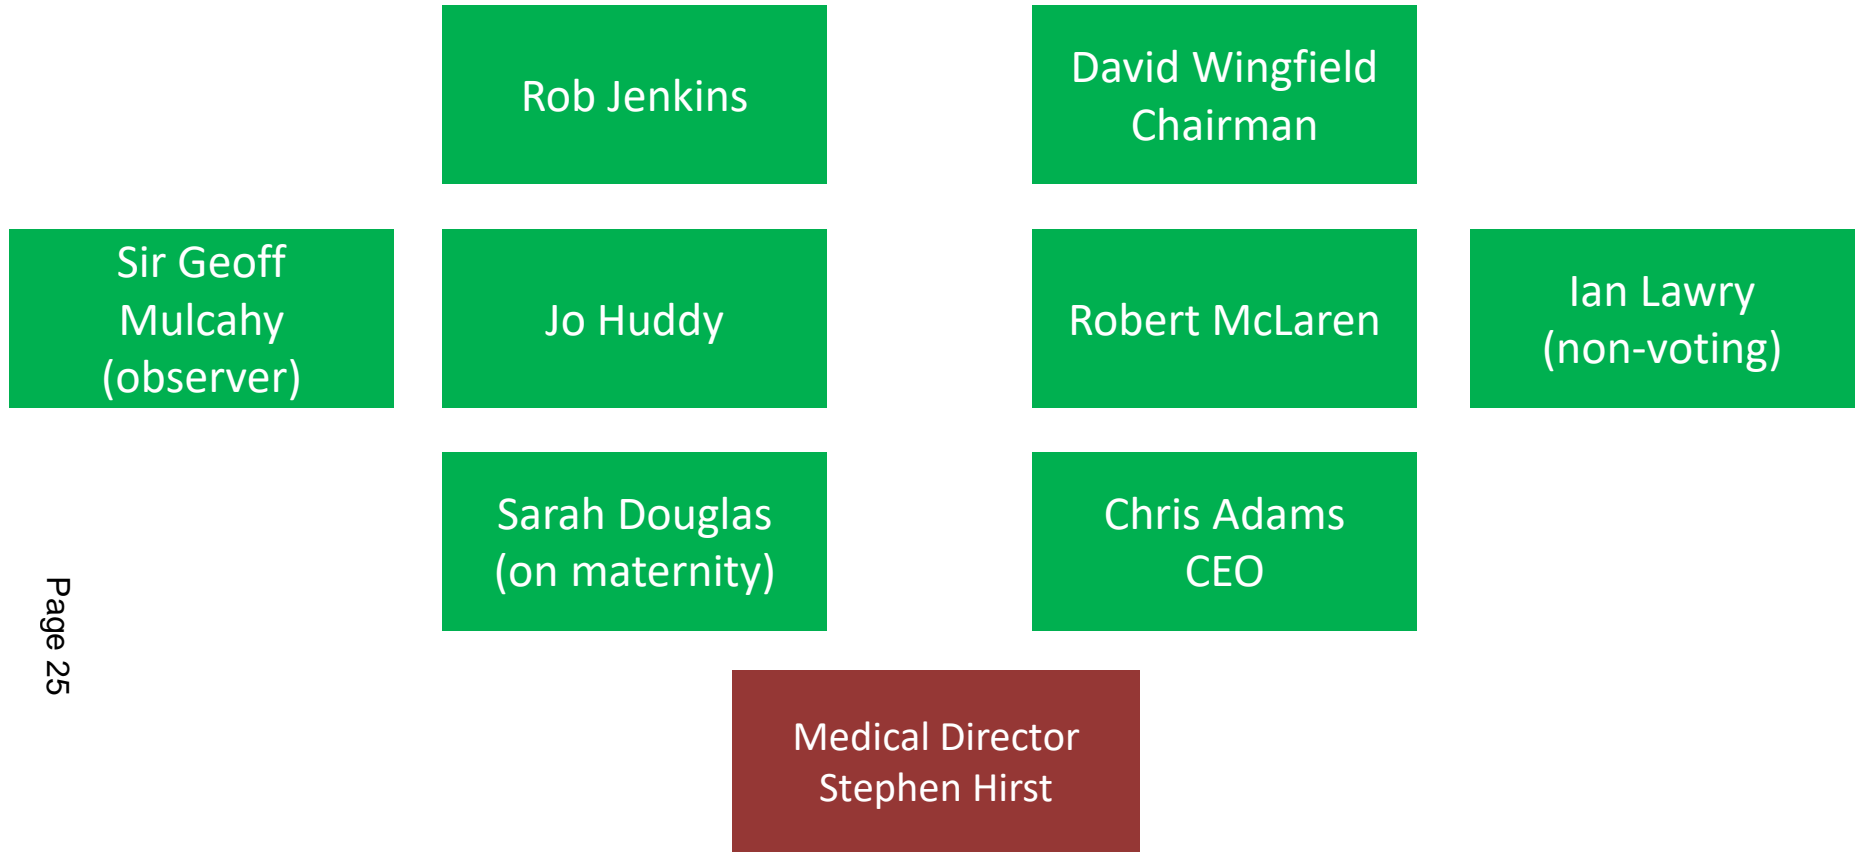 Rob Jenkins
David Wingfield
Chairman
Sir Geoff
Mulcahy
(observer)
Jo Huddy
Robert McLaren
Ian Lawry
(non-voting)
Sarah Douglas
(on maternity)
Chris Adams
CEO
Medical Director
Stephen Hirst
Page 25